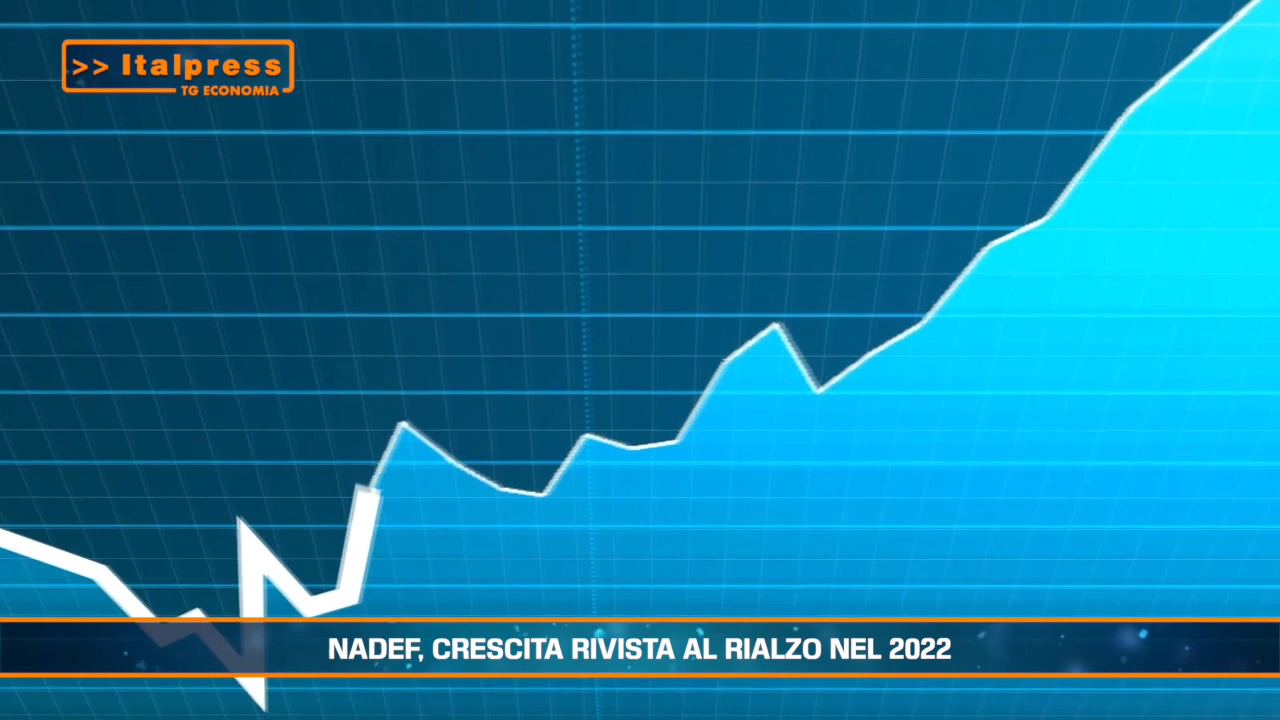 >> Italpress
TG ECONOMIA
NADEF, CRESCITA RIVISTA AL RIALZO NEL 2022